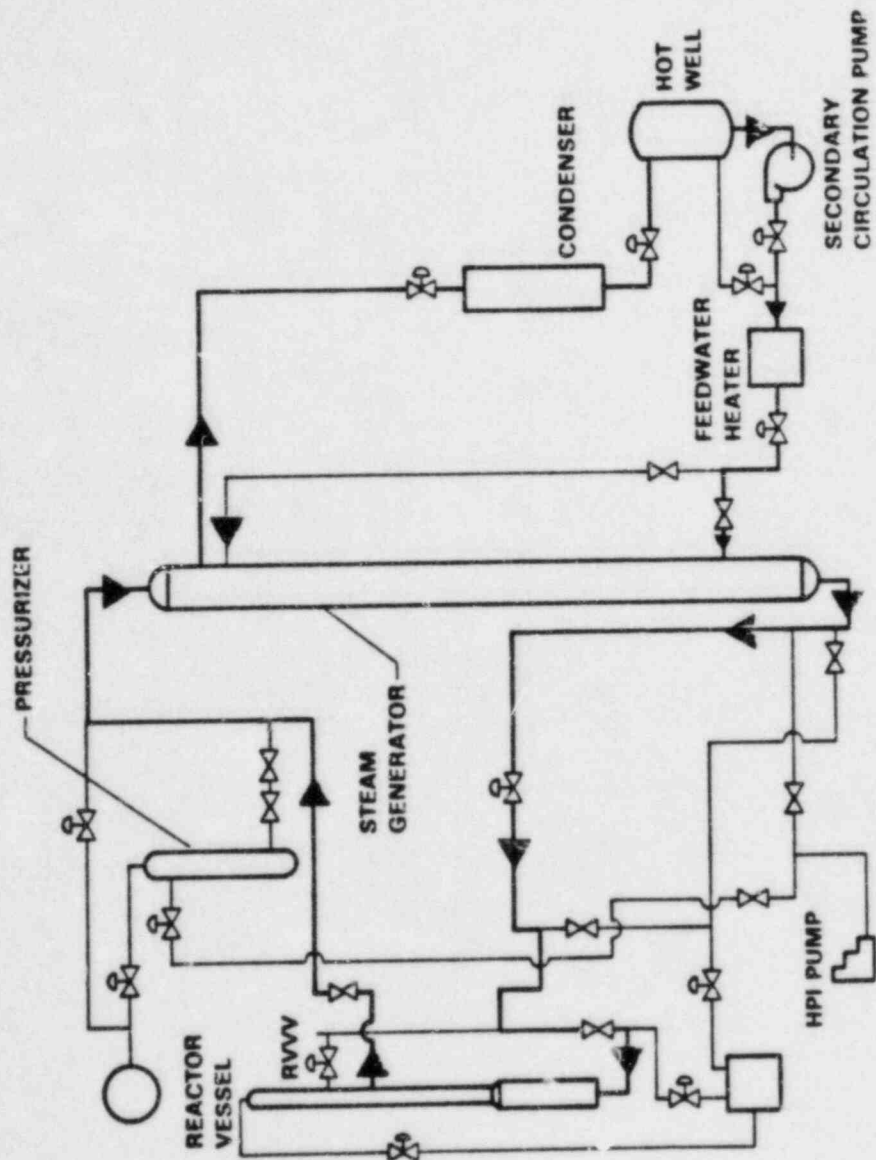 PRESSURIZER
REACTOR
VESSEL
RVVV
STEAM
GENERATOR
HPI PUMP
CONDENSER
HOT
WELL
FEEDWATER
HEATER
SECONDARY
CIRCULATION PUMP